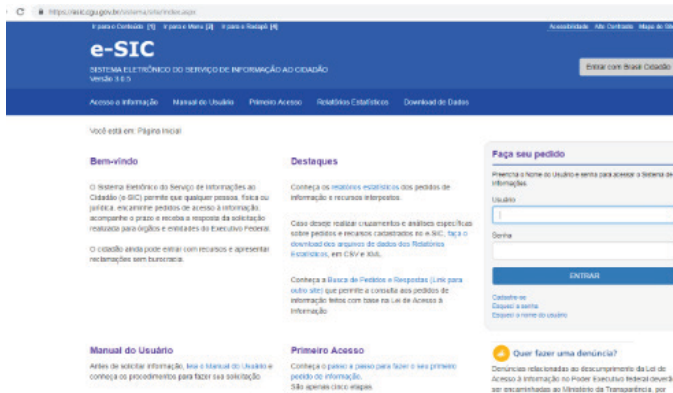 https://esic.cgu.gov.br/sistema/site/index.aspx
Ir para o Conteúdo [1] Ir para o Menu [2] Ir para o Rodapé [4]
Acessibilidade Alto Contraste Mapa do Site
e-SIC
SISTEMA ELETRÔNICO DO SERVIÇO DE INFORMAÇÃO AO CIDADÃO
Versão 3.0.5
Entrar com Brasil Cidadão
Acesso a Informação Manual do Usuário Primeiro Acesso Relatórios Estatísticos Download de Dados
Você está em: Página Inicial
Bem-vindo
O Sistema Eletrônico do Serviço de Informações ao
Cidadão (e-SIC) permite que qualquer pessoa, física ou
jurídica, encaminhe pedidos de acesso à informação,
acompanhe o prazo e receba a resposta da solicitação
realizada para órgãos e entidades do Executivo Federal.
O cidadão ainda pode entrar com recursos e apresentar
reclamações sem burocracia.
Destaques
Conheça os relatórios estatísticos dos pedidos de
informação e recursos interpostos.
Caso deseje realizar cruzamentos e análises específicas
sobre pedidos e recursos cadastrados no e-SIC, faça o
download dos arquivos de dados dos Relatórios
Estatísticos, em CSV e XML.
Conheça a Busca de Pedidos e Respostas (Link para
outro site) que permite a consulta aos pedidos de
informação feitos com base na Lei de Acesso à
Informação
Faça seu pedido
Preencha o Nome do Usuário e senha para acessar o Sistema de
Informações.
Usuário
Senha
ENTRAR
Cadastre-se
Esqueci a senha
Esqueci o nome do usuário
Manual do Usuário
Antes de solicitar informação, leia o Manual do Usuário e
conheça os procedimentos para fazer sua solicitação.
Primeiro Acesso
Conheça o passo a passo para fazer o seu primeiro
pedido de informação.
São apenas cinco etapas.
Quer fazer uma denúncia?
Denúncias relacionadas ao descumprimento da Lei de
Acesso à Informação no Poder Executivo federal deverão
ser encaminhadas ao Ministério da Transparência, por